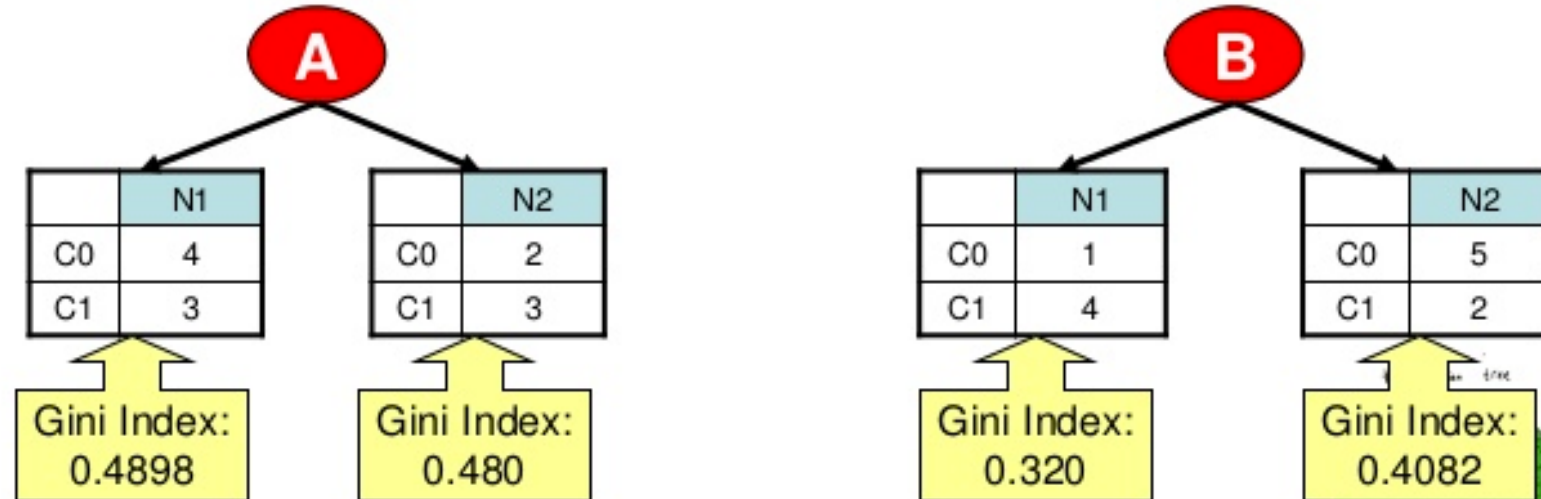 A
B
N1
C0 4
C1 3
N2
C0 2
C1 3
N1
C0 1
C1 4
N2
C0 5
C1 2
tree
Gini Index:
0.4898
Gini Index:
0.480
Gini Index:
0.320
Gini Index:
0.4082